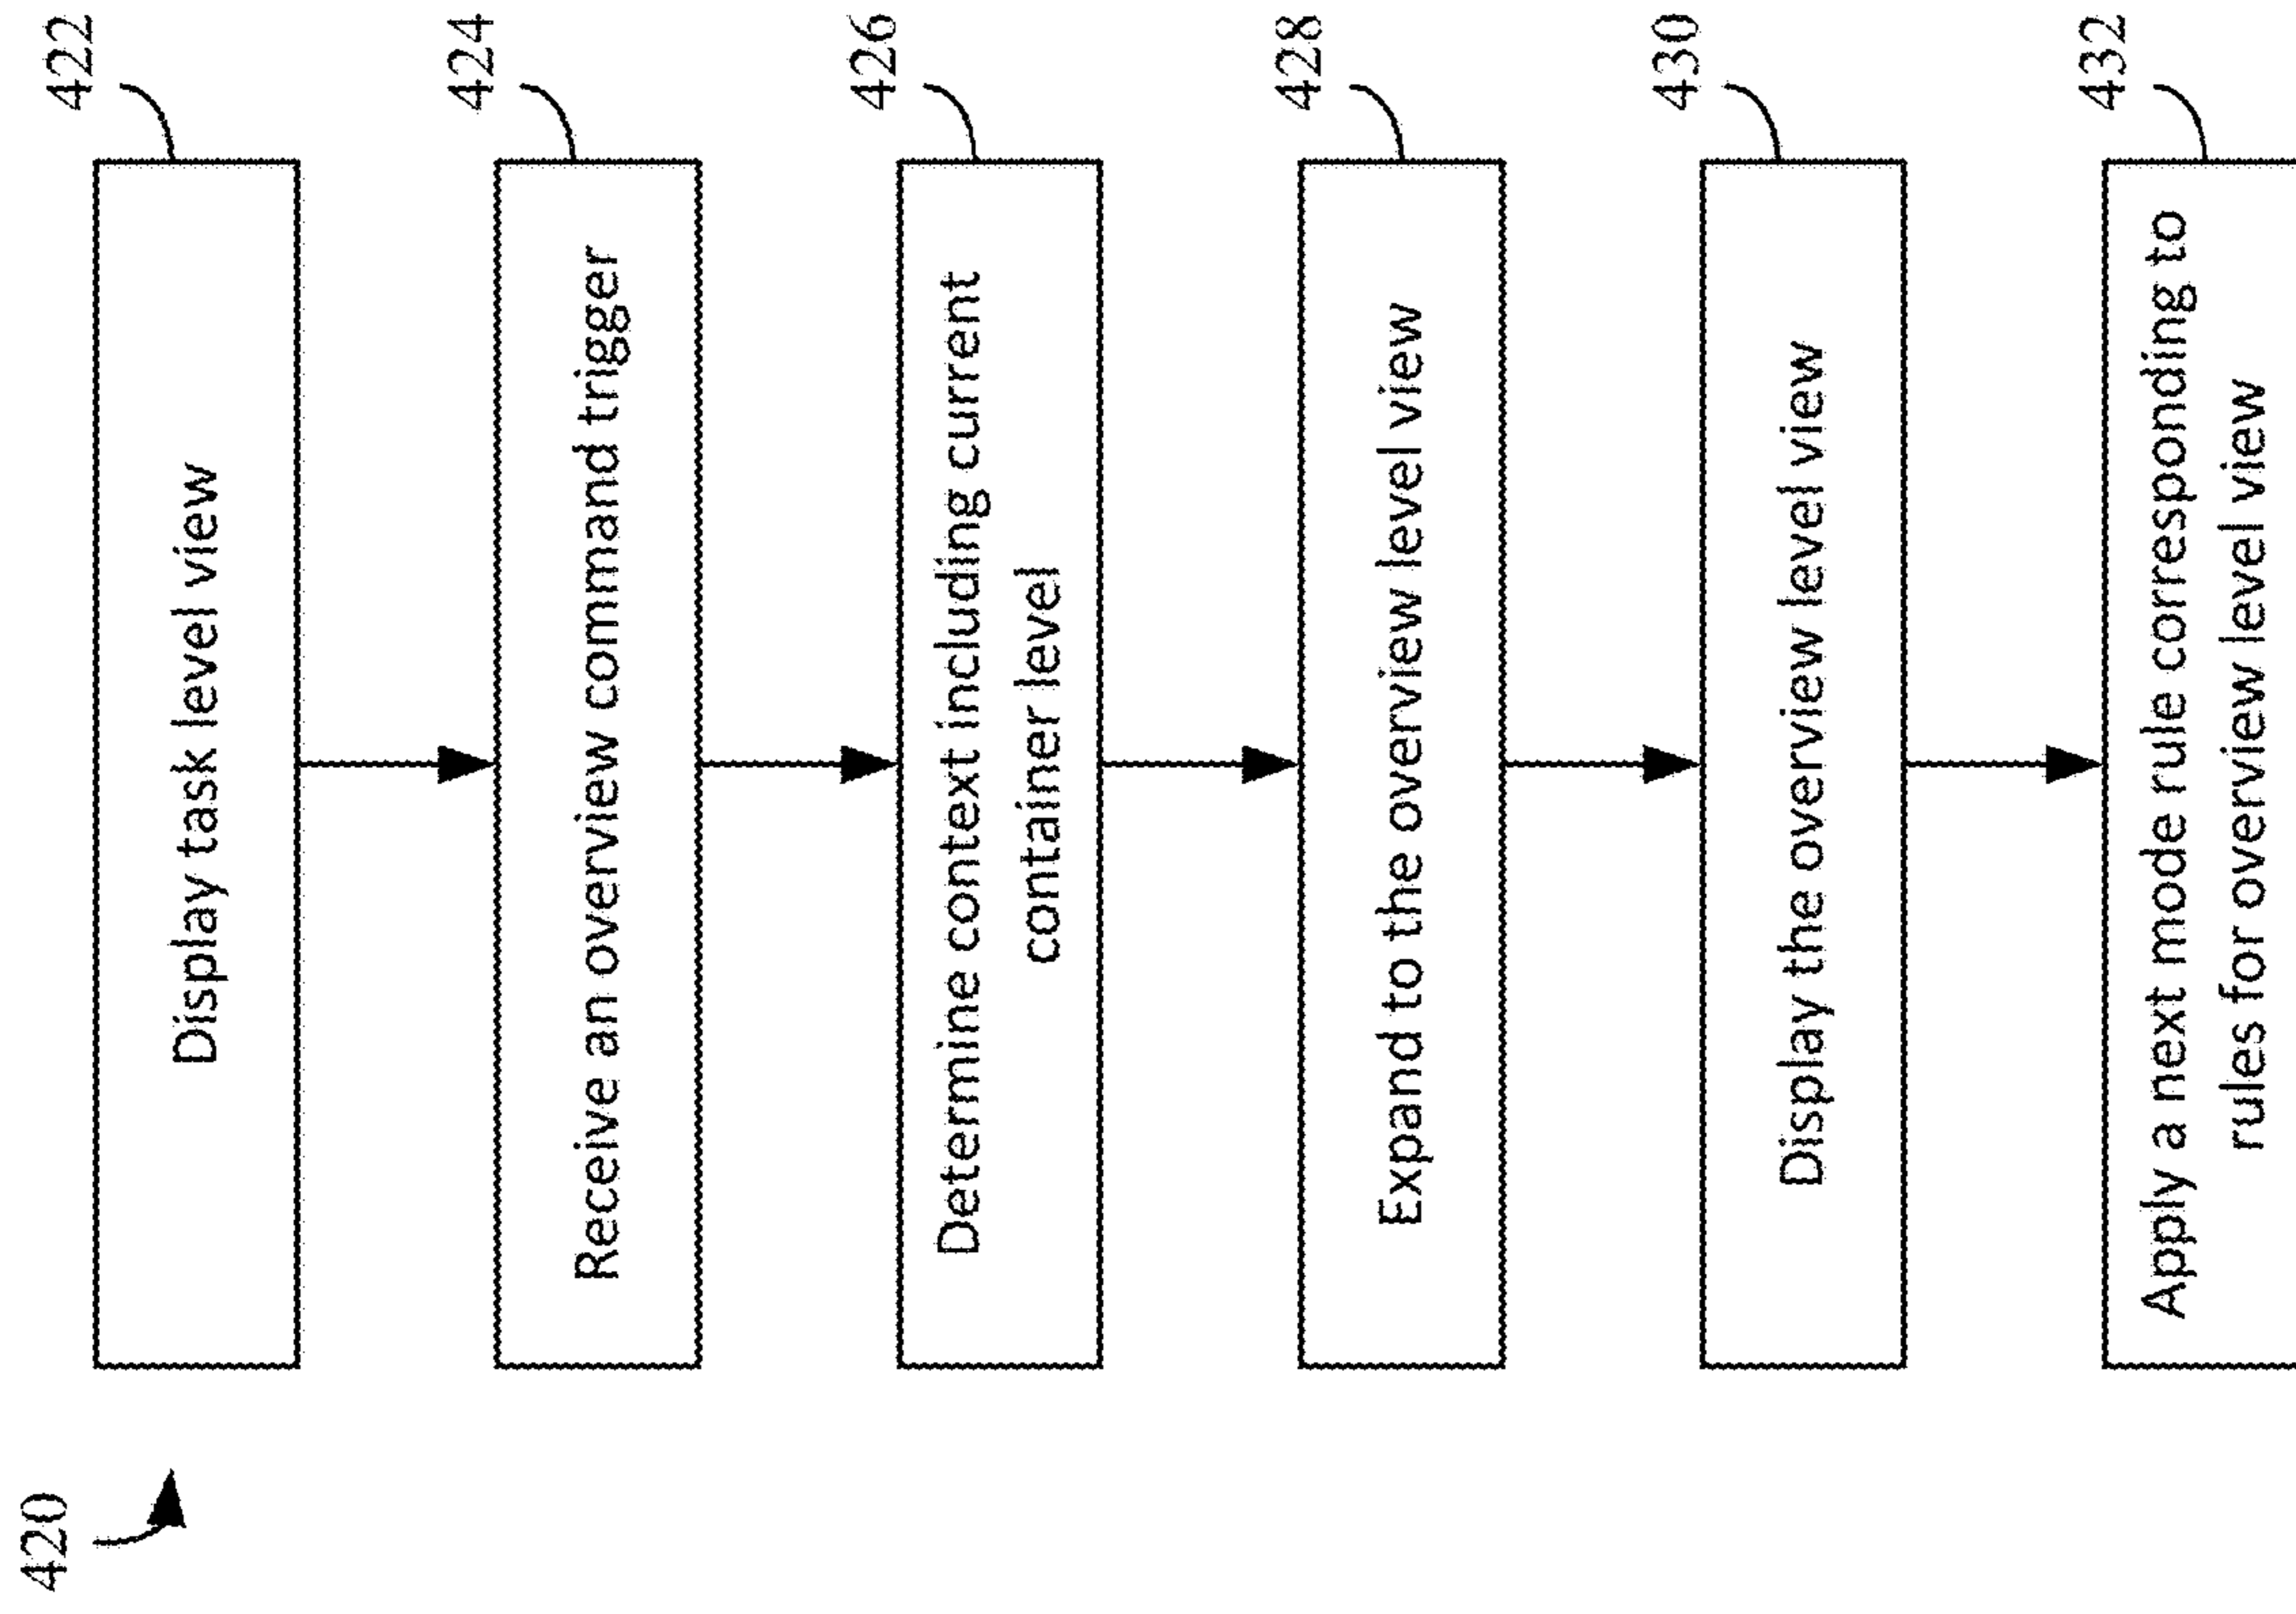 420
422
Display task level view
424
Receive an overview command trigger
426
Determine context including current
container level
428
Expand to the overview level view
430
Display the overview level view
432
Apply a next mode rule corresponding to
rules for overview level view